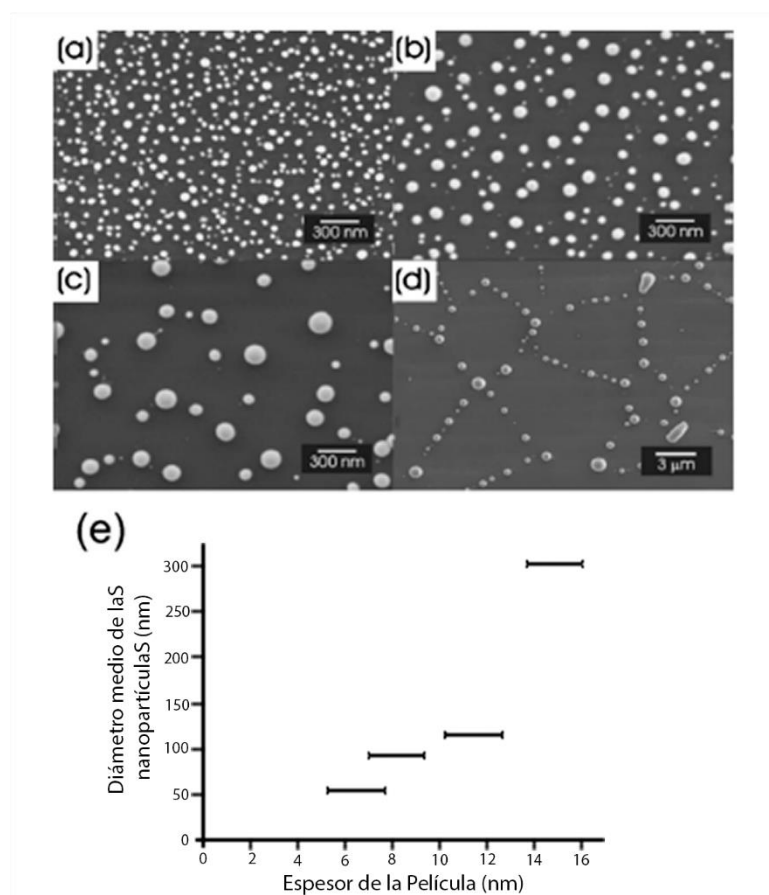 (a)
(b)
300 nm
300 nm
(c)
(d)
300 nm
3 μm
(e)
Diámetro medio de laS
nanopartículaS (nm)
300
250
200
150
100
50
0
0 2 4 6 8 10 12 14 16
Espesor de la Película (nm)